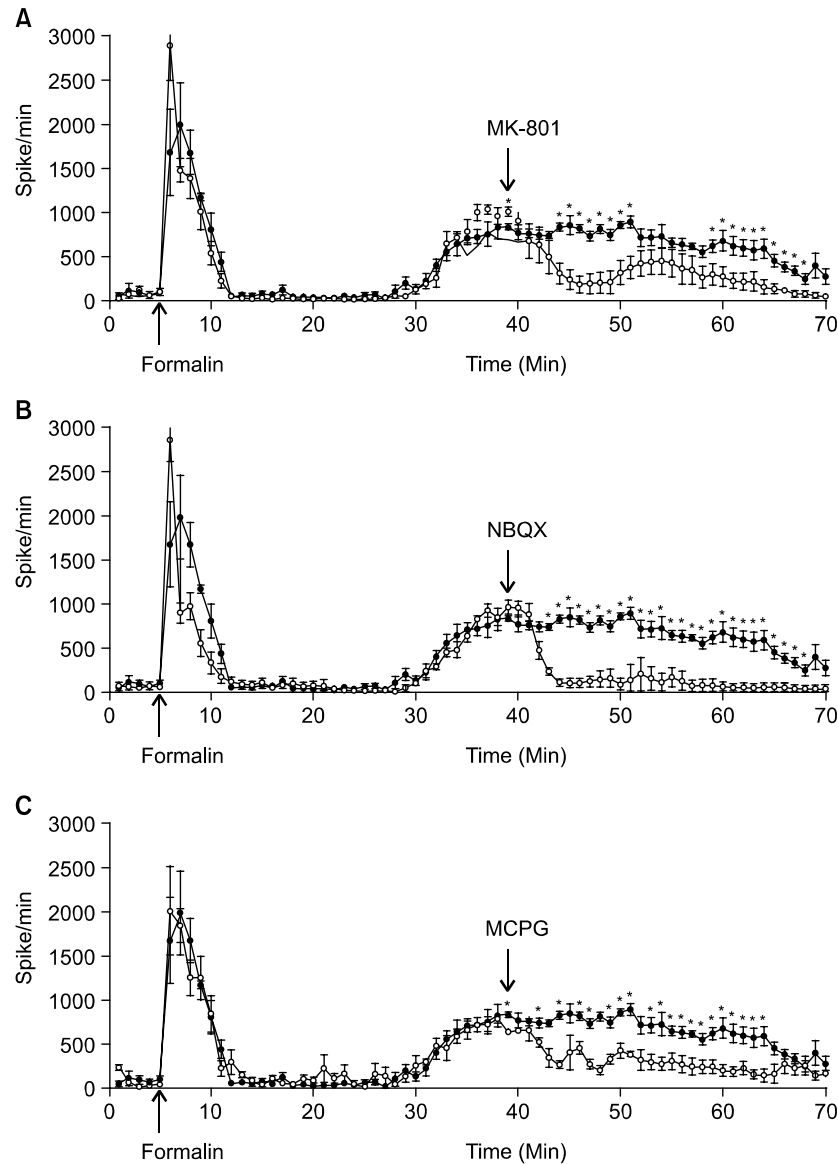 A
3000
2500
2000
1500
1000
500
0
Spike/min
MK-801
* * * * * * * * * * * * * * * * * * *
0 10 20 30 40 50 60 70
Formalin
Time (Min)
B
3000
2500
2000
1500
1000
500
0
Spike/min
NBQX
* * * * * * * * * * * * * * * * * * * * * * * * * *
0 10 20 30 40 50 60 70
Formalin
Time (Min)
C
3000
2500
2000
1500
1000
500
0
Spike/min
MCPG
* * * * * * * * * * * * * * * * * * * * * * *
0 10 20 30 40 50 60 70
Formalin
Time (Min)